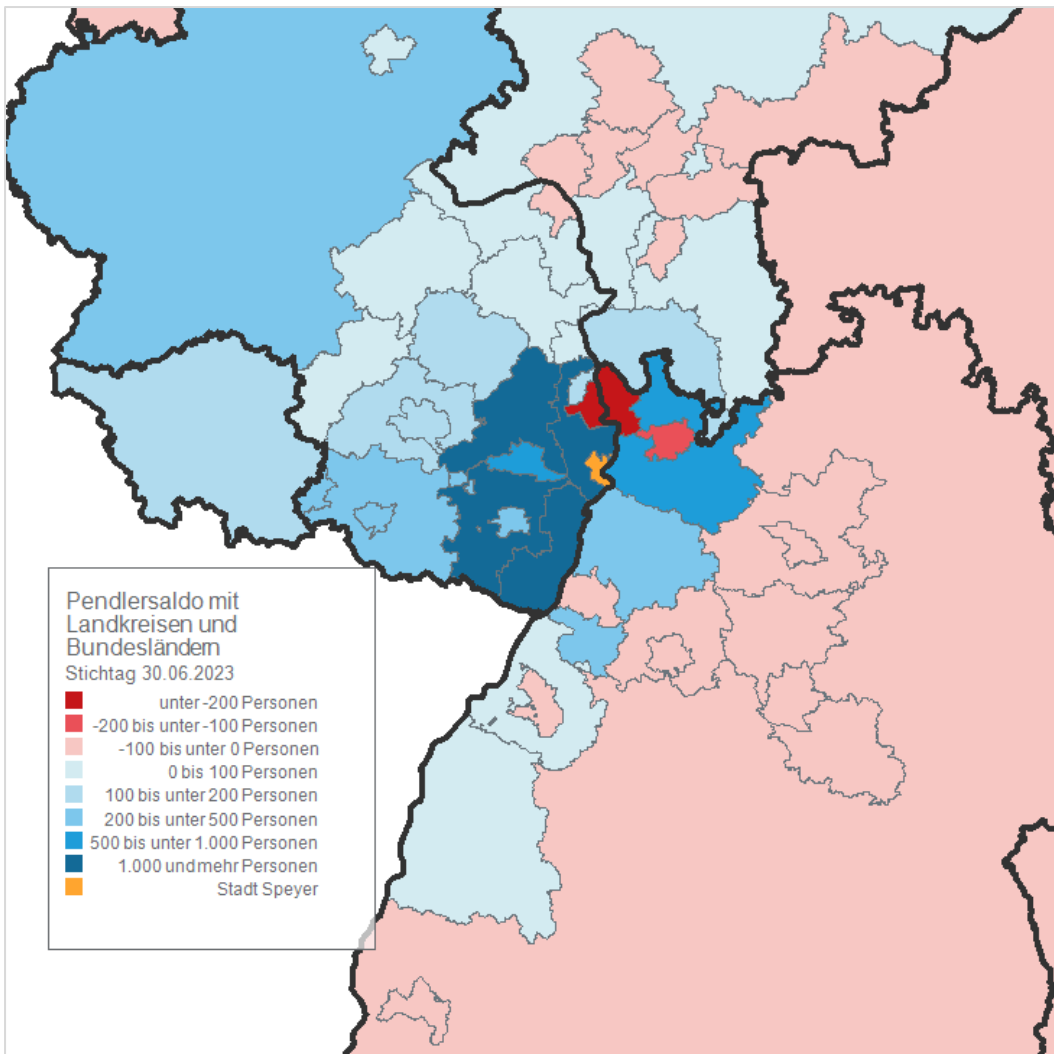 Pendlersaldo mit
Landkreisen und
Bundesländern
Stichtag 30.06.2023
unter -200 Personen
-200 bis unter -100 Personen
-100 bis unter 0 Personen
0 bis 100 Personen
100 bis unter 200 Personen
200 bis unter 500 Personen
500 bis unter 1.000 Personen
1.000 und mehr Personen
Stadt Speyer